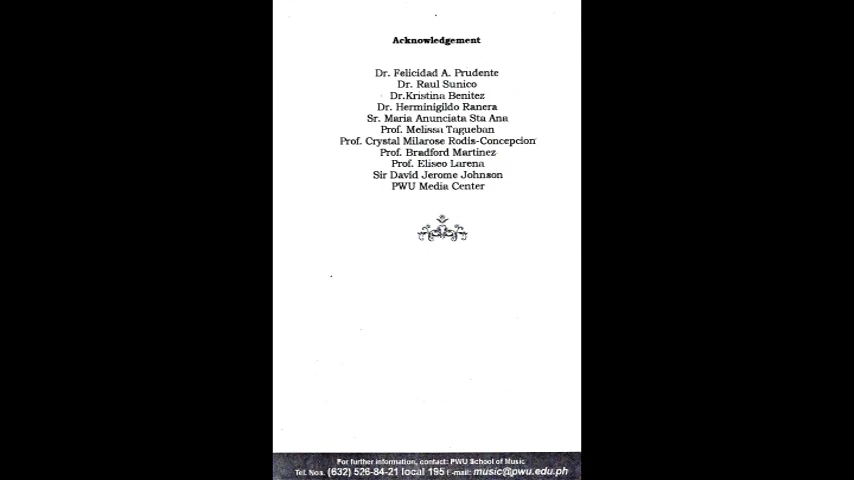 Acknowledgement
Dr. Felicidad A. Prudente
Dr. Raul Sunico
Dr.Kristina Benitez
Dr. Herminigildo Ranera
Sr. Maria Anunciata Sta Ana
Prof. Melissa Tagueban
Prof. Crystal Milarose Rodis-Concepcion
Prof. Bradford Martinez
Prof. Eliseo Larena
Sir David Jerome Johnson
PWU Media Center
For further information, contact: PWU School of Music
Tel. Nos. (632) 526-84-21 local 195 E-mail: music@pwu.edu.ph